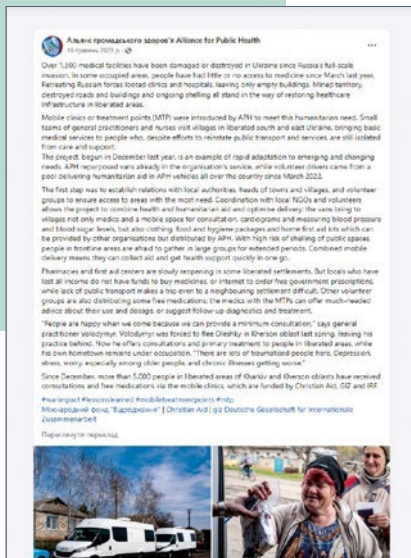 Альянс громадського здоров'я Alliance for Public Health
16 травень 2023 р.
Over 1,000 medical facilities have been damaged or destroyed in Ukraine since Russia's full-scale
invasion. In some occupied areas, people have had little or no access to medicine since March last year.
Retreating Russian forces looted clinics and hospitals, leaving only empty buildings. Mined territory,
destroyed roads and buildings and ongoing shelling all stand in the way of restoring healthcare
infrastructure in liberated areas.
Mobile clinics or treatment points (MTP) were introduced by APH to meet this humanitarian need. Small
teams of general practitioners and nurses visit villages in liberated south and east Ukraine, bringing basic
medical services to people who, despite efforts to reinstate public transport and services are still isolated
from care and support.
The project, begun in December last year, is an example of rapid adaptation to emerging and changing
needs. APH repurposed vans already in the organisation's service, while volunteer drivers came from a
pool delivering humanitarian aid in APH vehicles all over the country since March 2022.
The first step was to establish relations with local authorities, heads of towns and villages, and volunteer
groups to ensure access to areas with the most need. Coordination with local NGOs and volunteers
allows the project to combine health and humanitarian aid and optimise delivery: the vans bring to
villages not only medics and a mobile space for consultation, cardiograms and measuring blood pressure
and blood sugar levels, but also clothing, food and hygiene packages and home first aid kits which can
be provided by other organisations but distributed by APH. With high risk of shelling of public spaces,
people in frontline areas are afraid to gather in large groups for extended periods. Combined mobile
delivery means they can collect aid and get health support quickly in one go.
Pharmacies and first aid centers are slowly reopening in some liberated settlements. But locals who have
lost all income do not have funds to buy medicines, or internet to order free government prescriptions,
while lack of public transport makes a trip even to a neighbouring settlement difficult. Other volunteer
groups are also distributing some free medications; the medics with the MTPs can offer much-needed
advice about their use and dosage, or suggest follow-up diagnostics and treatment.
"People are happy when we come because we can provide a minimum consultation," says general
practitioner Volodymyr. Volodymyr was forced to flee Oleshky in Kherson oblast last spring, leaving his
practice behind. Now he offers consultations and primary treatment to people in liberated areas, while
his own hometown remains under occupation. "There are lots of traumatised people here. Depression,
stress, worry, especially among older people, and chronic illnesses getting worse."
Since December, more than 5,000 people in liberated areas of Kharkiv and Kherson oblasts have received
consultations and free medications via the mobile clinics, which are funded by Christian Aid, GIZ and IRF.
#warimpact #lessonslearned #mobiletreatmentpoints #mtp
Міжнародний фонд "Відродження" | Christian Aid | giz Deutsche Gesellschaft für Internationale
Zusammenarbeit
Переглянути переклад